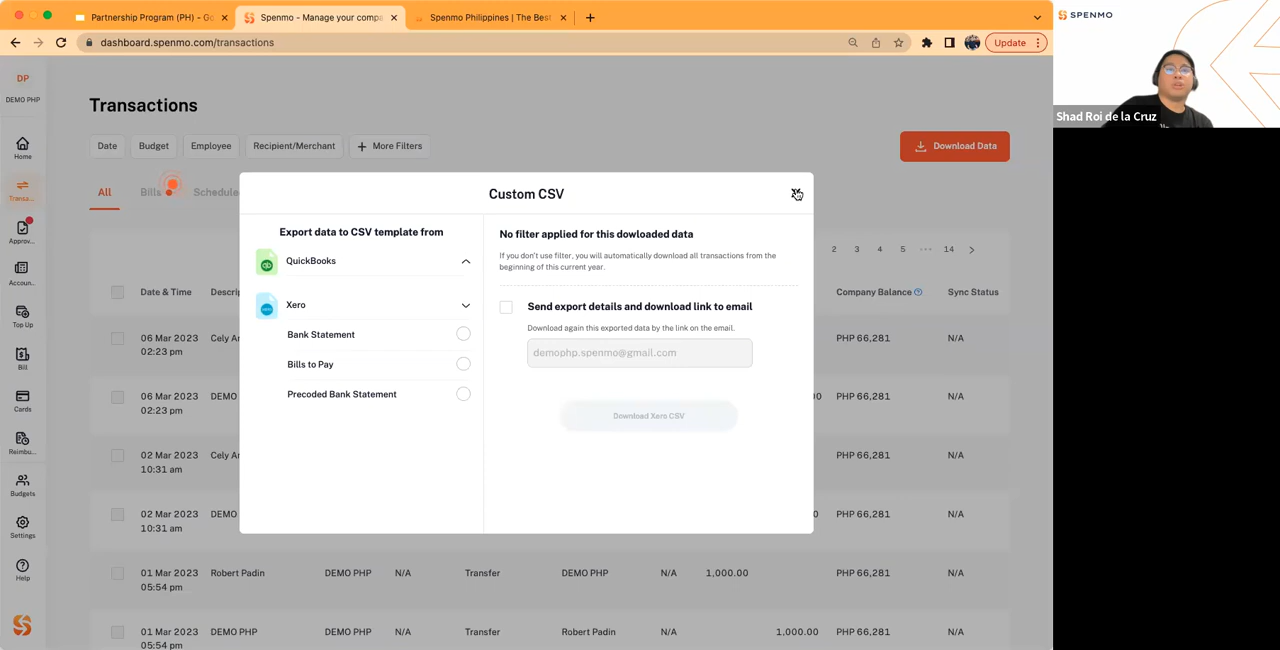 Partnership Program (PH) - Go
Spenmo - Manage your compa
Spenmo Philippines | The Best
dashboard.spenmo.com/transactions
Update
SPENMO
Shad Roi de la Cruz
DP
DEMO PHP
Home
Transa...
Approv...
Accoun...
Top Up
Bill
Cards
Reimbu...
Budgets
Settings
Help
Transactions
Date
Budget
Employee
Recipient/Merchant
More Filters
Download Data
All
Bills
Schedule
2 3 4 5 ••• 14
Date & Time
Descri
Company Balance
Sync Status
06 Mar 2023
02:23 pm
Cely Ar
PHP 66,281
N/A
06 Mar 2023
02:23 pm
DEMO
00
PHP 66,281
N/A
02 Mar 2023
10:31 am
Cely Ar
PHP 66,281
N/A
02 Mar 2023
10:31 am
DEMO
0
PHP 66,281
N/A
01 Mar 2023
05:54 pm
Robert Padin
DEMO PHP
N/A
Transfer
DEMO PHP
N/A
1,000.00
PHP 66,281
N/A
01 Mar 2023
05:54 pm
DEMO PHP
DEMO PHP
N/A
Transfer
Robert Padin
N/A
1,000.00
PHP 66,281
N/A
Custom CSV
Export data to CSV template from
QuickBooks
Xero
Bank Statement
Bills to Pay
Precoded Bank Statement
No filter applied for this dowloaded data
If you don't use filter, you will automatically download all transactions from the
beginning of this current year.
Send export details and download link to email
Download again this exported data by the link on the email.
demophp.spenmo@gmail.com
Download Xero CSV